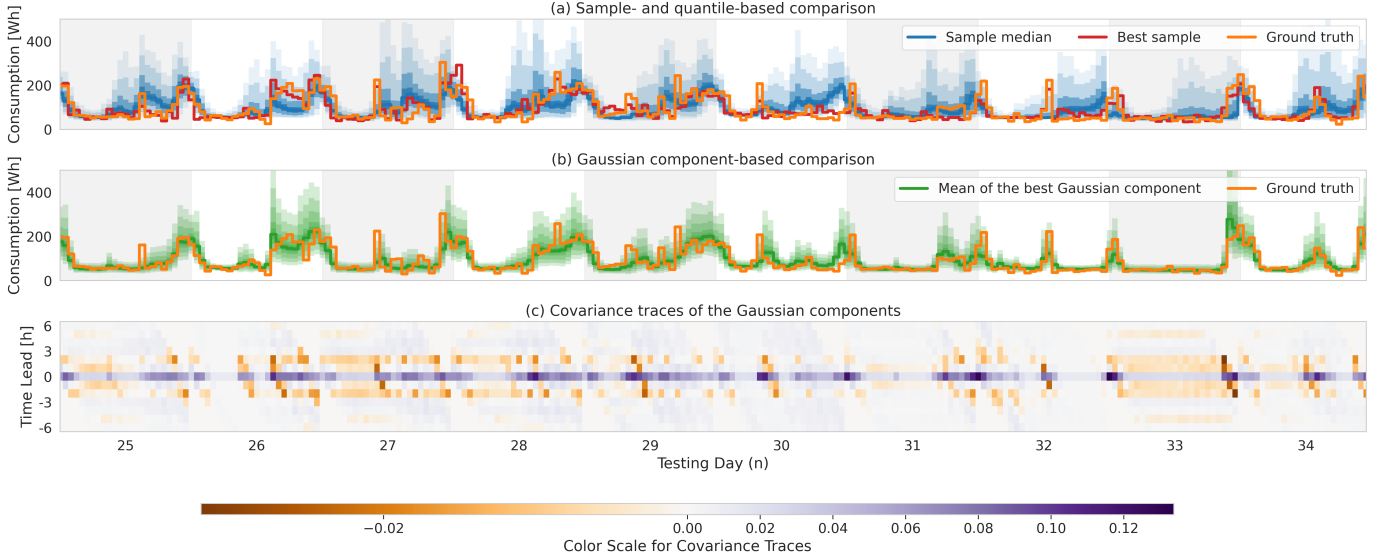 (a) Sample- and quantile-based comparison
Consumption [Wh]
400
200
0
Sample median
Best sample
Ground truth
(b) Gaussian component-based comparison
Consumption [Wh]
400
200
0
Mean of the best Gaussian component
Ground truth
(c) Covariance traces of the Gaussian components
Time Lead [h]
6
3
0
-3
-6
25 26 27 28 29 30 31 32 33 34
Testing Day (n)
−0.02 0.00 0.02 0.04 0.06 0.08 0.10 0.12
Color Scale for Covariance Traces